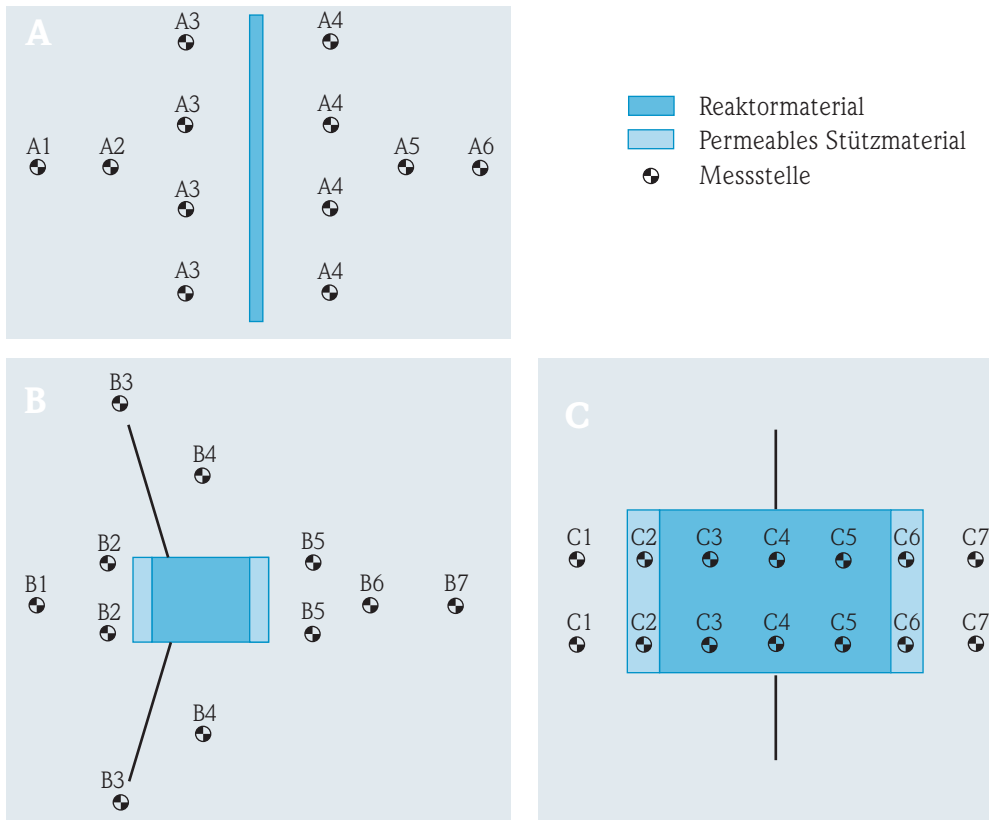 A
A3 A4
A3 A4
A1 A2 A5 A6
A3 A4
A3 A4
Reaktormaterial
Permeables Stützmaterial
Messstelle
B
B3
B4
B2 B5
B1 B6 B7
B2 B5
B4
B3
C
C1 C2 C3 C4 C5 C6 C7
C1 C2 C3 C4 C5 C6 C7